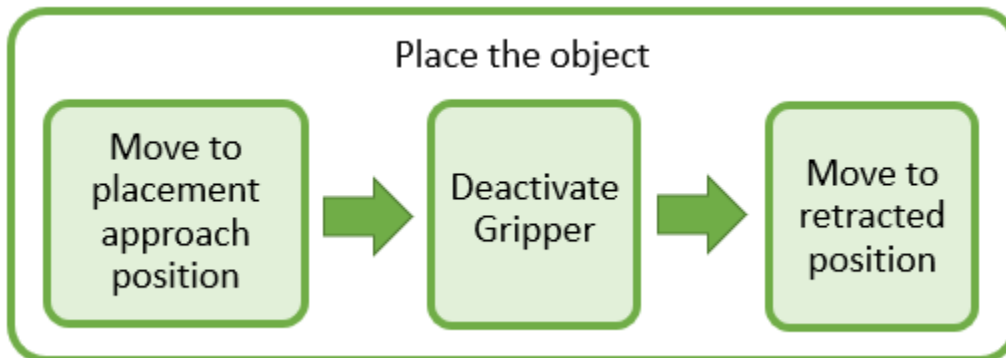 Place the object
Move to
placement
approach
position
Deactivate
Gripper
Move to
retracted
position